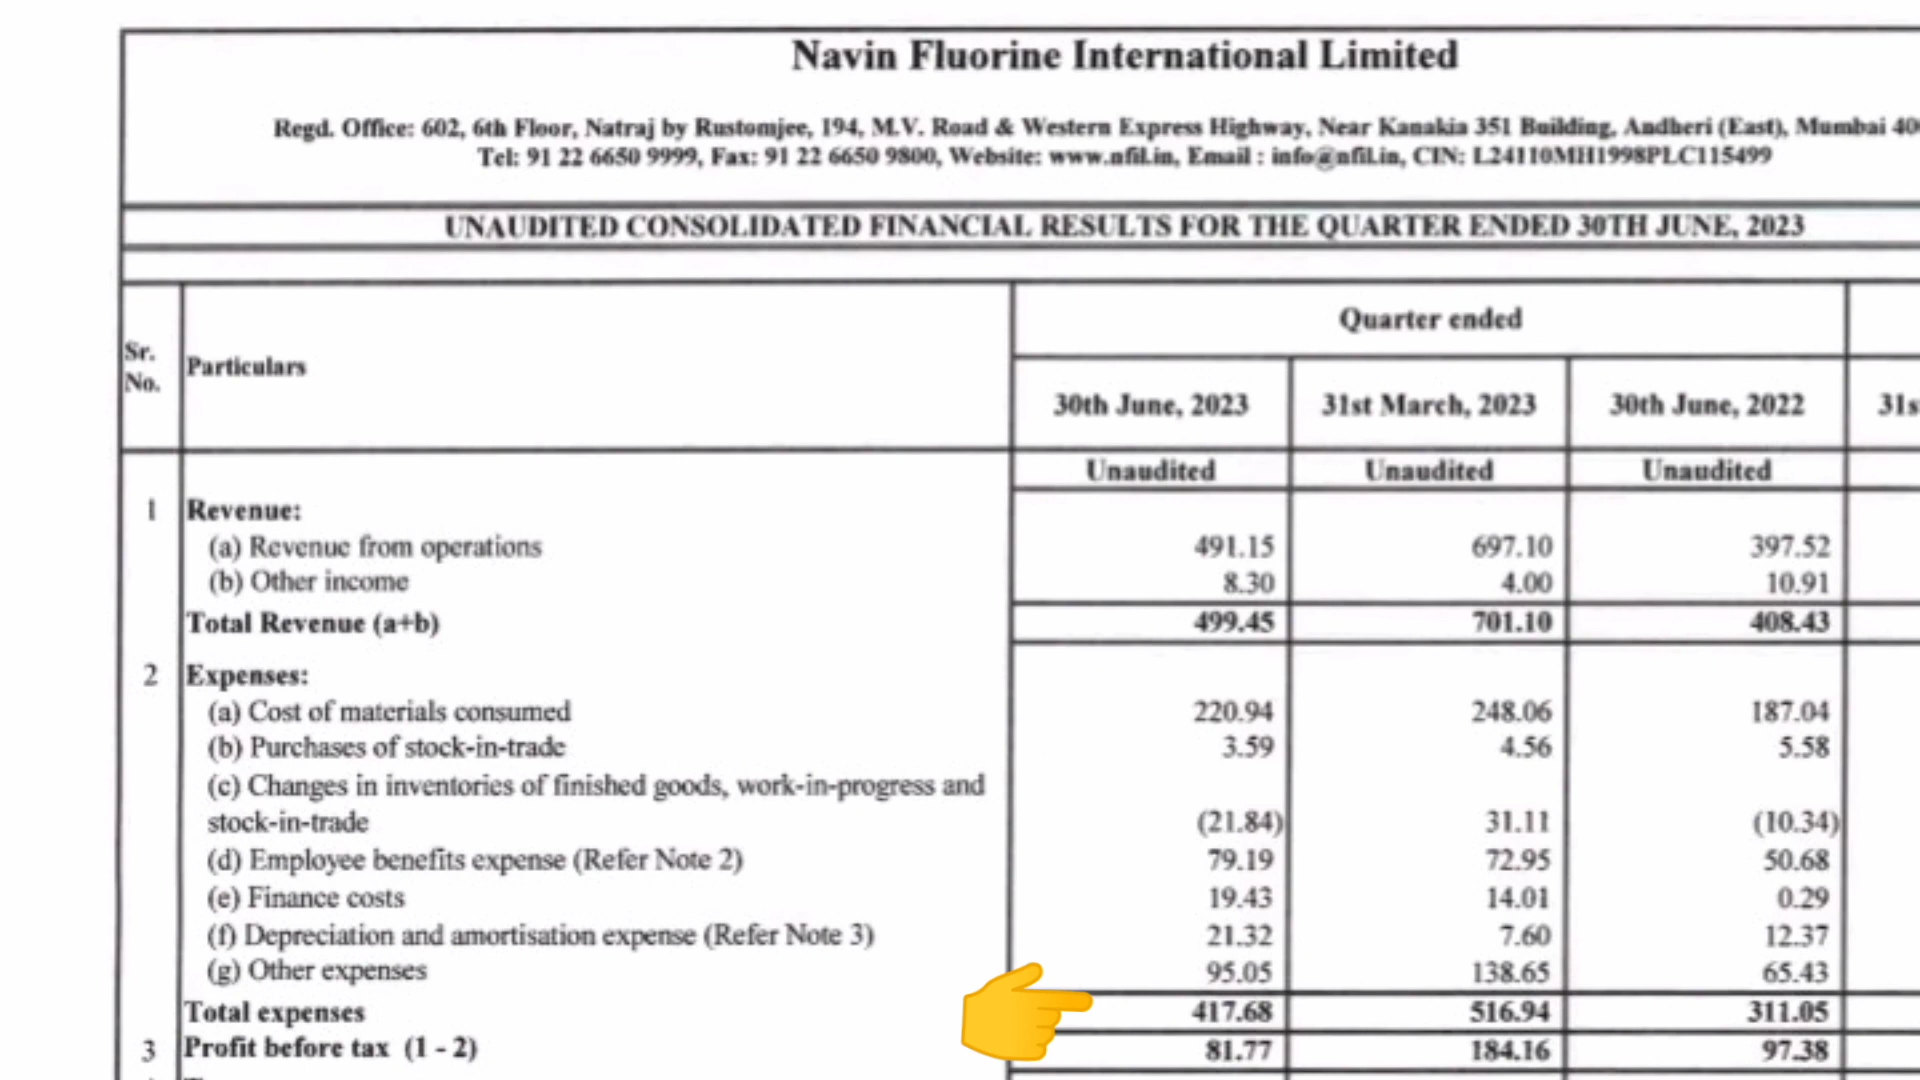 Navin Fluorine International Limited
Regd. Office: 602, 6th Floor, Natraj by Rustomjee, 194, M.V. Road & Western Express Highway, Near Kanakia 351 Building, Andheri (East), Mumbai
Tel: 91 22 6650 9999, Fax: 91 22 6650 9800, Website: www.nfil.in, Email : info@nfil.in, CIN: L24110MH1998PLC115499
UNAUDITED CONSOLIDATED FINANCIAL RESULTS FOR THE QUARTER ENDED 30TH JUNE, 2023
Sr. No. Particulars Quarter ended
30th June, 2023 31st March, 2023 30th June, 2022
Unaudited Unaudited Unaudited
1 Revenue:
(a) Revenue from operations 491.15 697.10 397.52
(b) Other income 8.30 4.00 10.91
Total Revenue (a+b) 499.45 701.10 408.43
2 Expenses:
(a) Cost of materials consumed 220.94 248.06 187.04
(b) Purchases of stock-in-trade 3.59 4.56 5.58
(c) Changes in inventories of finished goods, work-in-progress and
stock-in-trade (21.84) 31.11 (10.34)
(d) Employee benefits expense (Refer Note 2) 79.19 72.95 50.68
(e) Finance costs 19.43 14.01 0.29
(f) Depreciation and amortisation expense (Refer Note 3) 21.32 7.60 12.37
(g) Other expenses 95.05 138.65 65.43
Total expenses 417.68 516.94 311.05
3 Profit before tax (1 - 2) 81.77 184.16 97.38